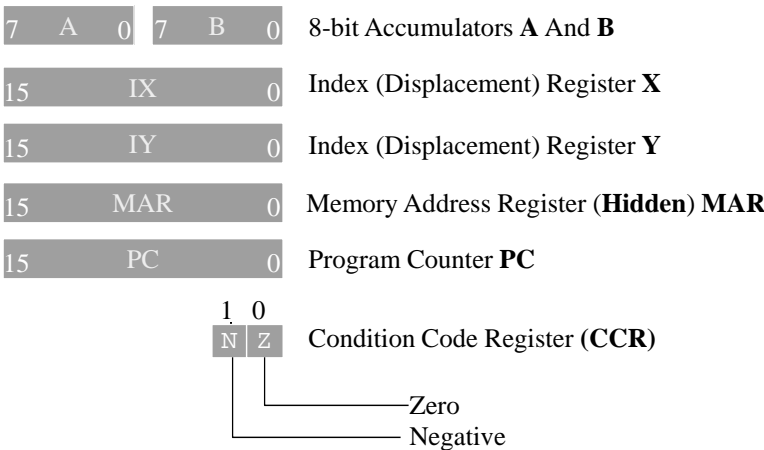 7 A 0 7 B 0 8-bit Accumulators A And B
15 IX 0 Index (Displacement) Register X
15 IY 0 Index (Displacement) Register Y
15 MAR 0 Memory Address Register (Hidden) MAR
15 PC 0 Program Counter PC
1 0
N Z Condition Code Register (CCR)
Zero
Negative